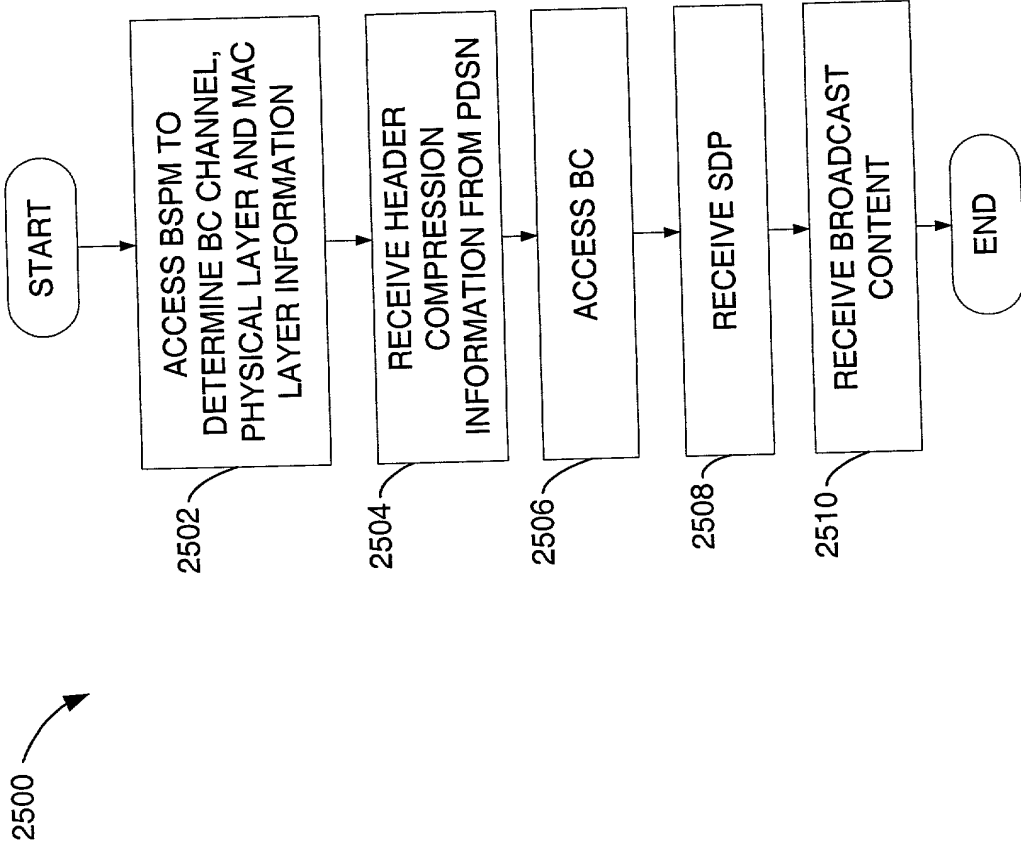 2500
START
ACCESS BSPM TO
DETERMINE BC CHANNEL,
PHYSICAL LAYER AND MAC
LAYER INFORMATION
2502
RECEIVE HEADER
COMPRESSION
INFORMATION FROM PDSN
2504
ACCESS BC
2506
RECEIVE SDP
2508
RECEIVE BROADCAST
CONTENT
2510
END